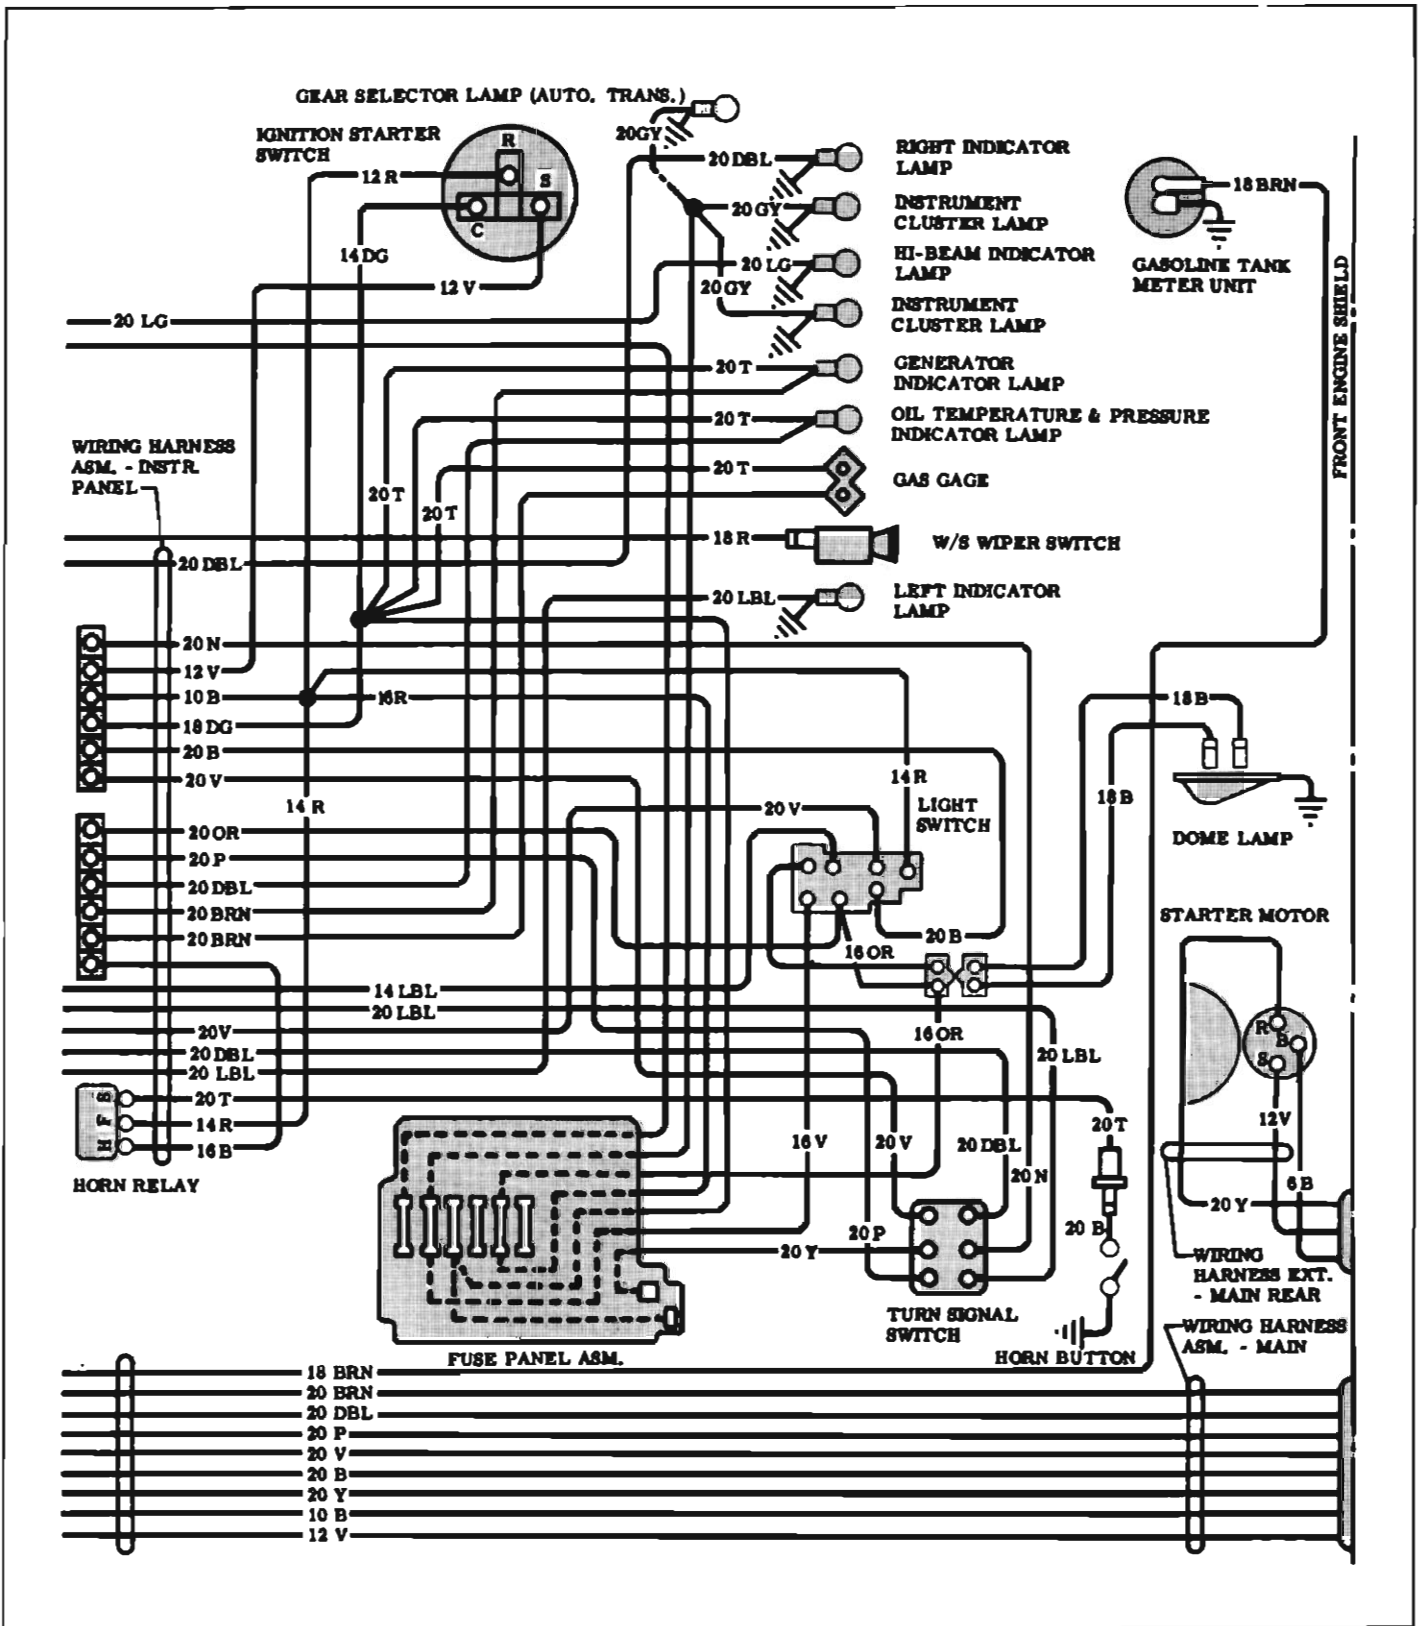 GEAR SELECTOR LAMP (AUTO. TRANS.)
IGNITION STARTER
SWITCH
R
S
C
12 R
14 DG
12 V
20GY
20 DBL
RIGHT INDICATOR
LAMP
20 GY
INSTRUMENT
CLUSTER LAMP
20 LG
HI-BEAM INDICATOR
LAMP
20 GY
INSTRUMENT
CLUSTER LAMP
18 BRN
GASOLINE TANK
METER UNIT
FRONT ENGINE SHIELD
20 LG
20 T
GENERATOR
INDICATOR LAMP
20 T
OIL TEMPERATURE & PRESSURE
INDICATOR LAMP
WIRING HARNESS
ASM. - INSTR.
PANEL
20 T
GAS GAGE
20 T
20 T
18 R
W/S WIPER SWITCH
20 DBL
20 LBL
LEFT INDICATOR
LAMP
20 N
12 V
10 B
16R
18 DG
20 B
20 V
18 B
14 R
14 R
20 V
LIGHT
SWITCH
18 B
DOME LAMP
20 OR
20 P
20 DBL
20 BRN
20 BRN
20 B
16 OR
STARTER MOTOR
R
B
S
14 LBL
20 LBL
20V
20 DBL
20 LBL
16 OR
20 LBL
S
F
H
20 T
14 R
16 B
HORN RELAY
16 V
20 V
20 DBL
20 N
20T
12V
6 B
20 Y
20 P
20 Y
20 B
WIRING
HARNESS EXT.
- MAIN REAR
TURN SIGNAL
SWITCH
WIRING HARNESS
ASM. - MAIN
FUSE PANEL ASM.
HORN BUTTON
18 BRN
20 BRN
20 DBL
20 P
20 V
20 B
20 Y
10 B
12 V